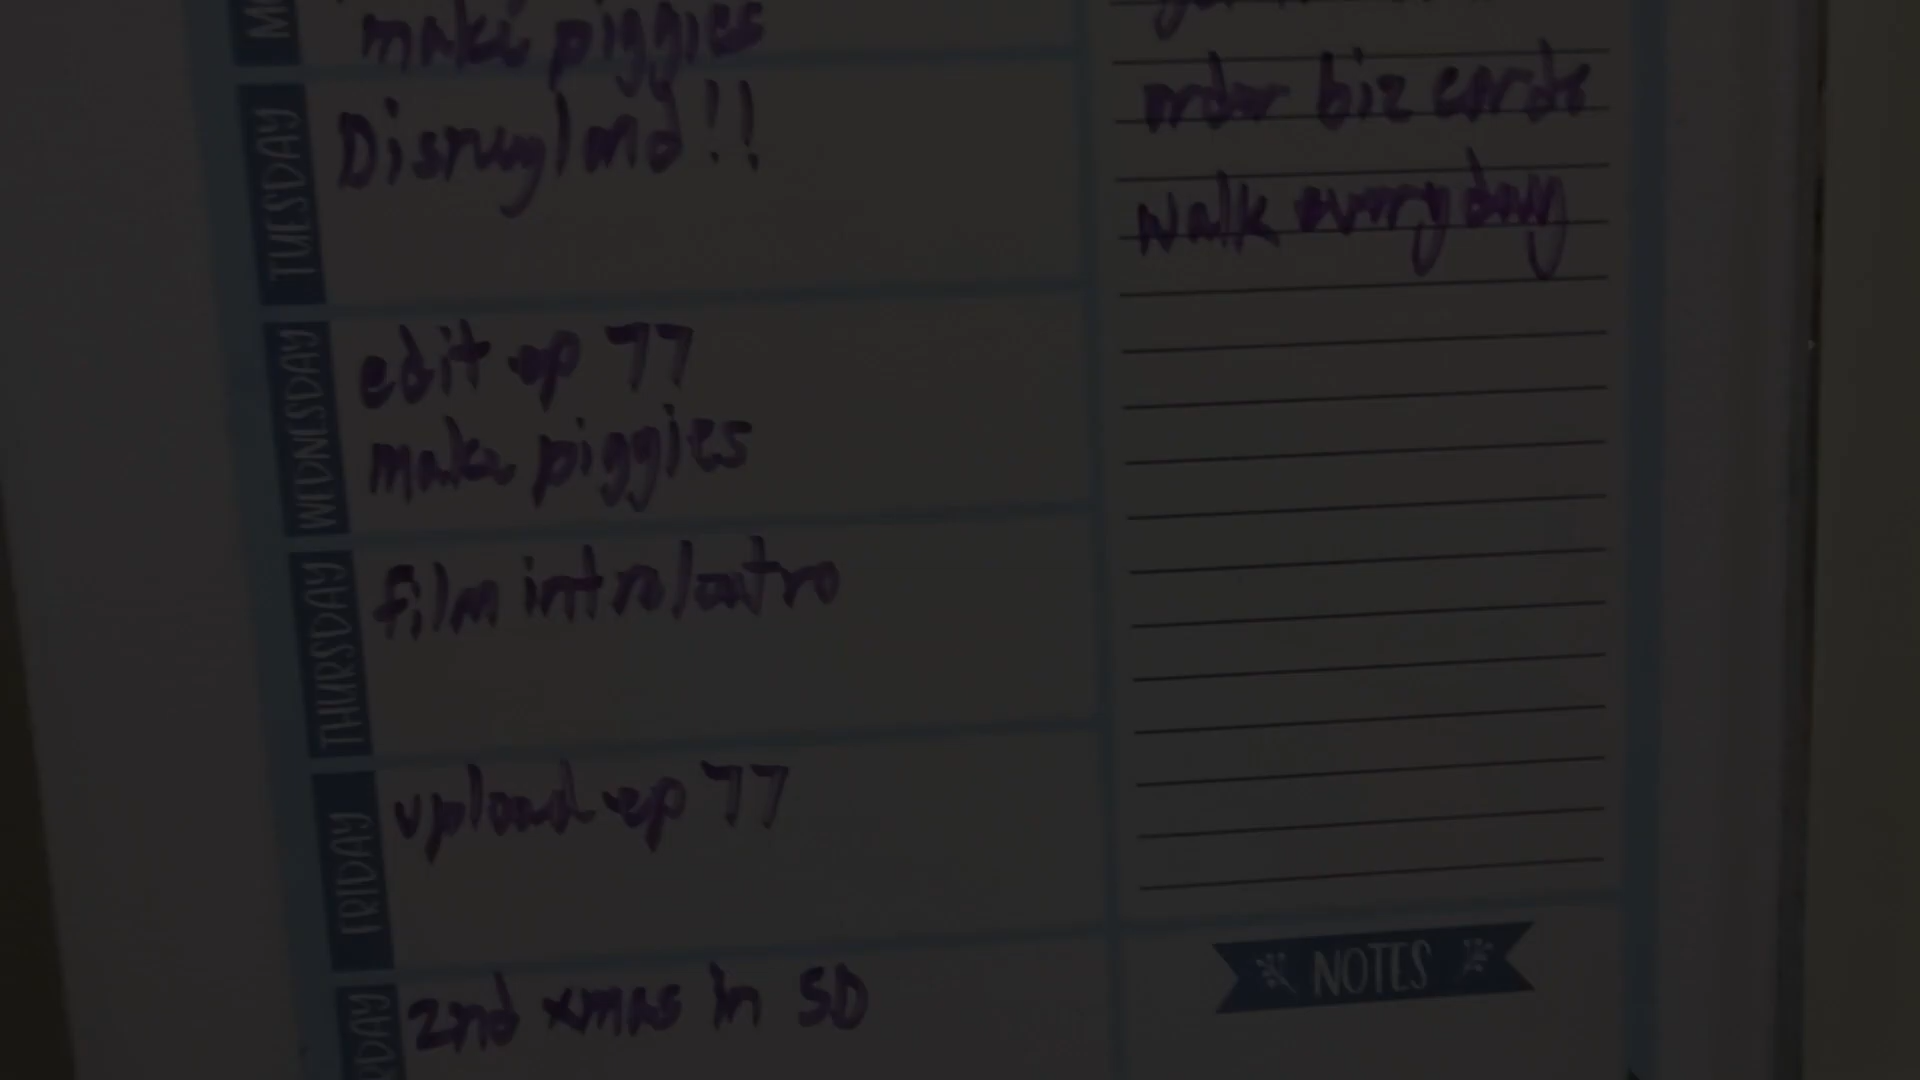 make piggies
TUESDAY
Disneyland!!
WEDNESDAY
edit ep 77
make piggies
THURSDAY
film intro/outro
FRIDAY
upload ep 77
RDAY
2nd xmas in SD
order biz cards
walk everyday
NOTES